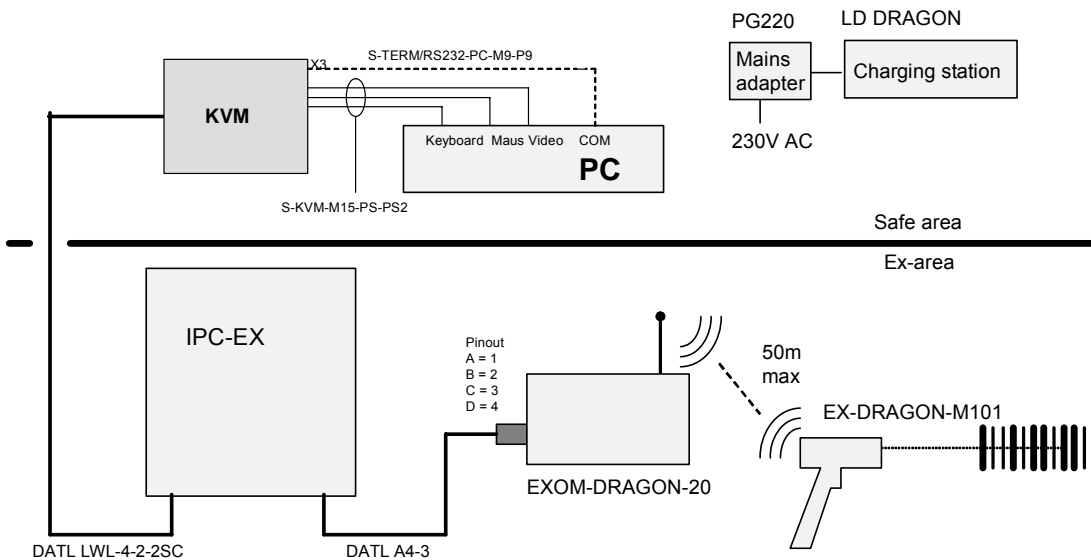 PG220
LD DRAGON
S-TERM/RS232-PC-M9-P9
X3
KVM
Mains
adapter
Charging station
Keyboard Maus Video COM
PC
230V AC
S-KVM-M15-PS-PS2
Safe area
Ex-area
IPC-EX
Pinout
A = 1
B = 2
C = 3
D = 4
50m
max
EX-DRAGON-M101
EXOM-DRAGON-20
DATL LWL-4-2-2SC
DATL A4-3